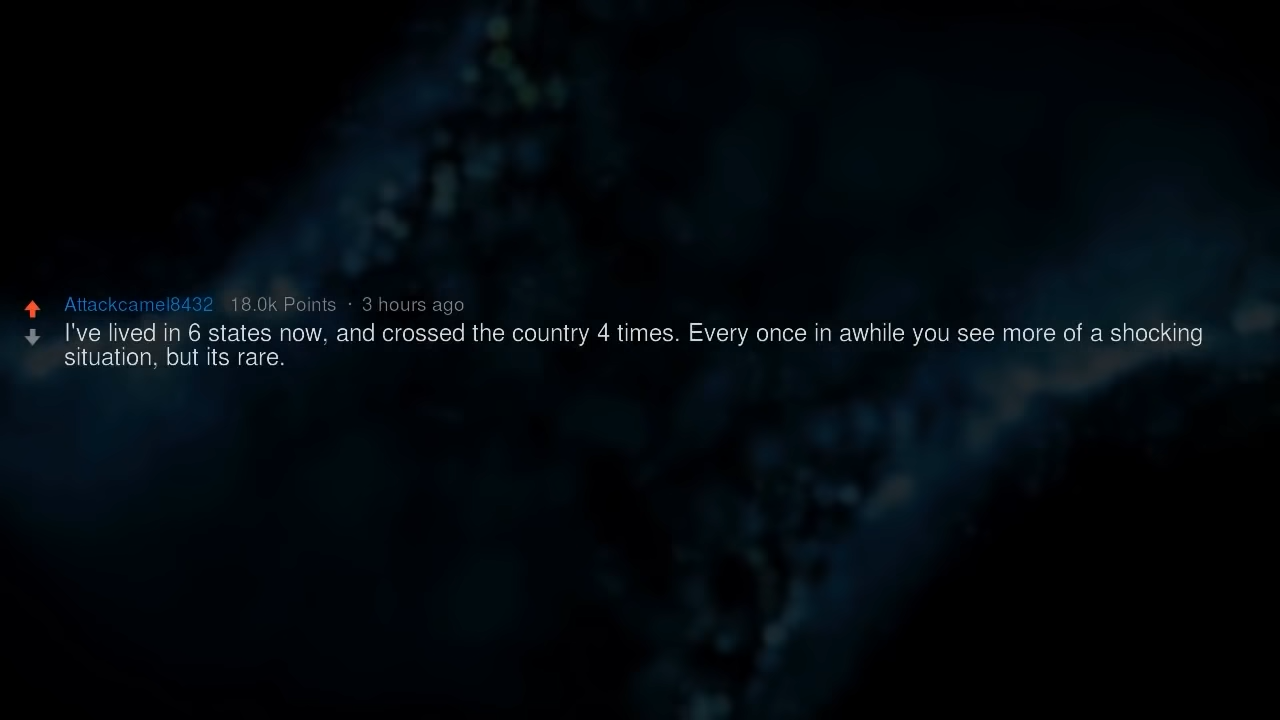 Attackcamel8432 18.0k Points · 3 hours ago
I've lived in 6 states now, and crossed the country 4 times. Every once in awhile you see more of a shocking
situation, but its rare.